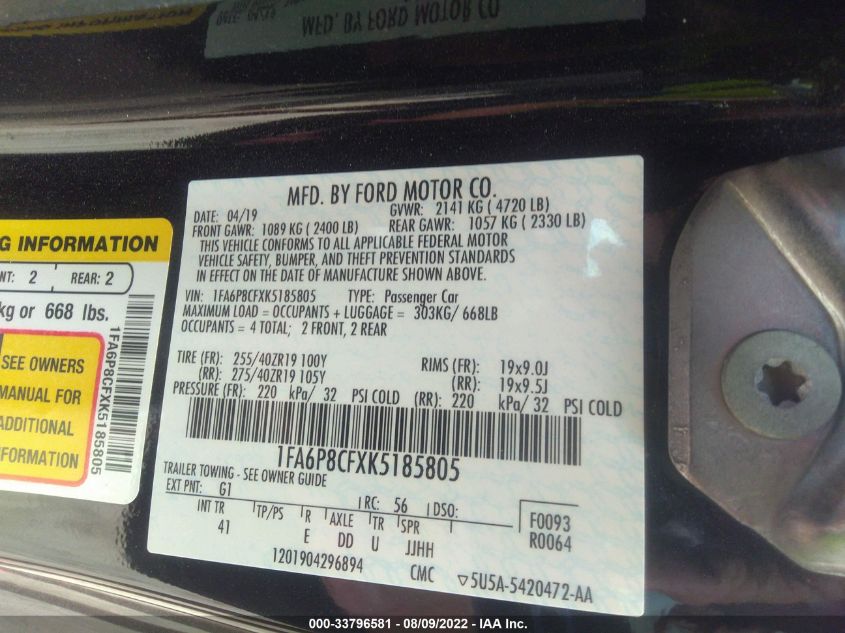 MFD. BY FORD MOTOR CO
MFD. BY FORD MOTOR CO.
DATE: 04/19 GVWR: 2141 KG ( 4720 LB)
FRONT GAWR: 1089 KG ( 2400 LB) REAR GAWR: 1057 KG ( 2330 LB)
THIS VEHICLE CONFORMS TO ALL APPLICABLE FEDERAL MOTOR
VEHICLE SAFETY, BUMPER, AND THEFT PREVENTION STANDARDS
IN EFFECT ON THE DATE OF MANUFACTURE SHOWN ABOVE.
VIN: 1FA6P8CFXK5185805 TYPE: Passenger Car
MAXIMUM LOAD = OCCUPANTS + LUGGAGE = 303KG/ 668LB
OCCUPANTS = 4 TOTAL; 2 FRONT, 2 REAR
TIRE (FR): 255/40ZR19 100Y RIMS (FR): 19x9.0J
(RR): 275/40ZR19 105Y (RR): 19x9.5J
PRESSURE (FR): 220 kPa/ 32 PSI COLD (RR): 220 kPa/ 32 PSI COLD
1FA6P8CFXK5185805
TRAILER TOWING - SEE OWNER GUIDE
EXT PNT: G1 RC: 56 DSO:
INT TR TP/PS R AXLE TR SPR F0093
41 E DD U JJHH R0064
1201904296894 CMC ▽5U5A-5420472-AA
G INFORMATION
NT: 2 REAR: 2
kg or 668 lbs.
SEE OWNERS
MANUAL FOR
ADDITIONAL
INFORMATION
1FA6P8CFXK5185805
000-33796581 - 08/09/2022 - IAA Inc.